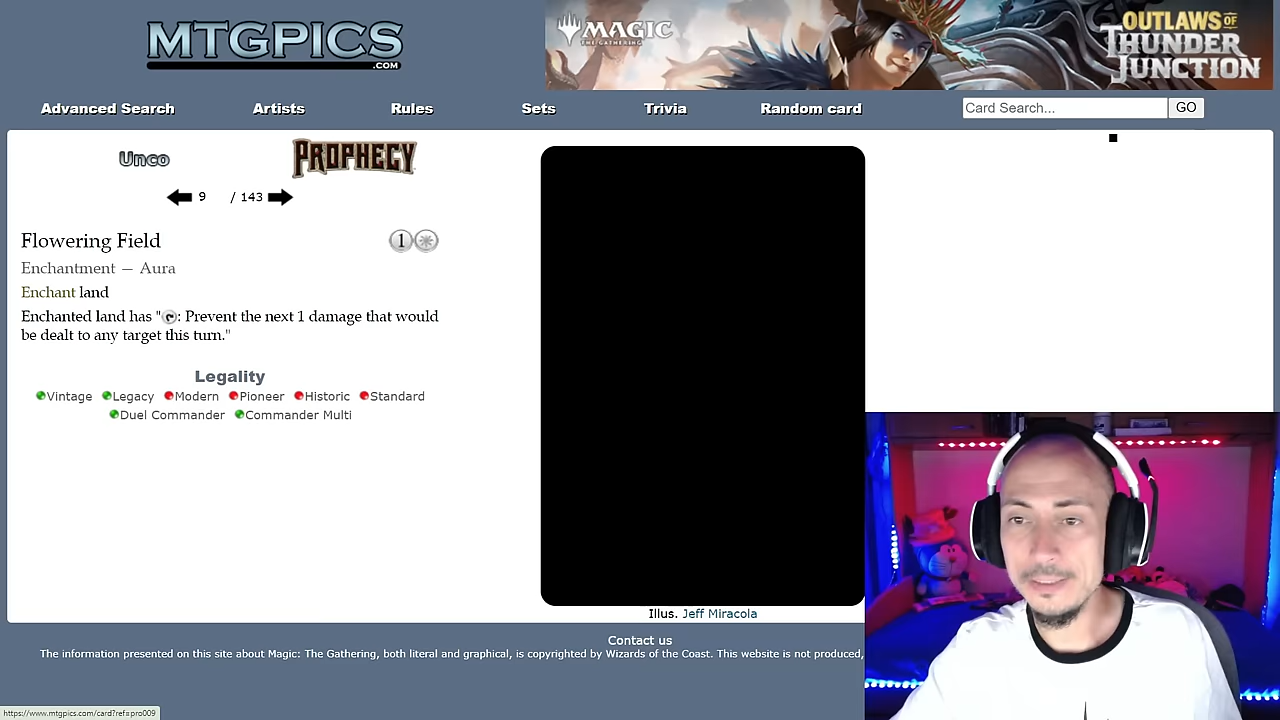 MTGPICS
.COM
MAGIC
THE GATHERING
OUTLAWS OF
THUNDER
JUNCTION
Advanced Search Artists Rules Sets Trivia Random card Card Search... GO
Unco PROPHECY
9 / 143
Flowering Field 1
Enchantment — Aura
Enchant land
Enchanted land has ": Prevent the next 1 damage that would
be dealt to any target this turn."
Legality
Vintage Legacy Modern Pioneer Historic Standard
Duel Commander Commander Multi
Illus. Jeff Miracola
Contact us
The information presented on this site about Magic: The Gathering, both literal and graphical, is copyrighted by Wizards of the Coast. This website is not produced,
https://www.mtgpics.com/card?ref=pro009